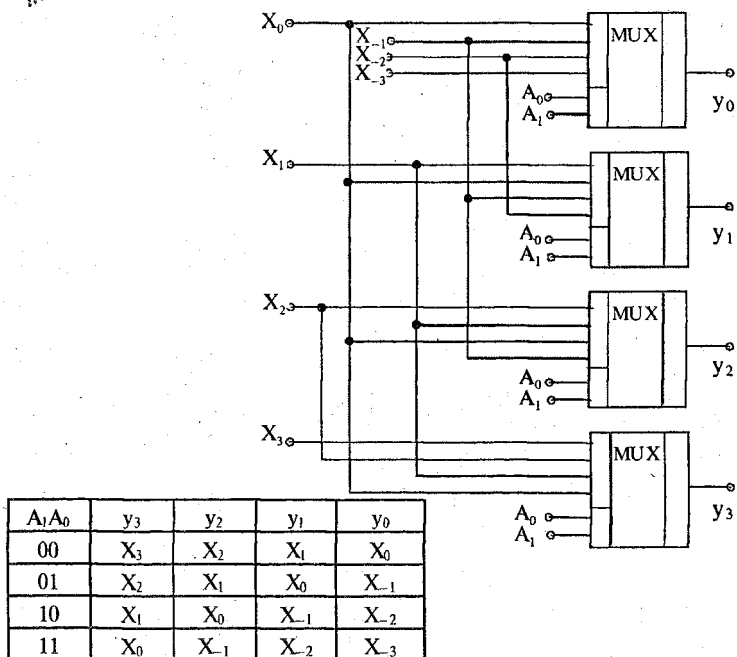 X₀
MUX
X₋₁
X₋₂
X₋₃
A₀
A₁
y₀
X₁
MUX
A₀
A₁
y₁
X₂
MUX
A₀
A₁
y₂
X₃
MUX
A₀
A₁
y₃
A₁A₀ y₃ y₂ y₁ y₀
00 X₃ X₂ X₁ X₀
01 X₂ X₁ X₀ X₋₁
10 X₁ X₀ X₋₁ X₋₂
11 X₀ X₋₁ X₋₂ X₋₃